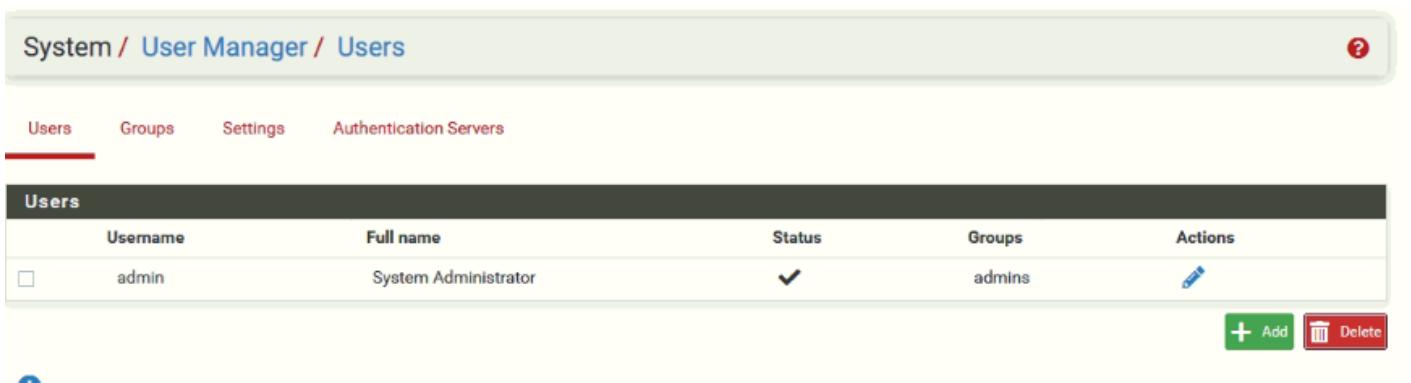 System / User Manager / Users
Users Groups Settings Authentication Servers
Users
Username Full name Status Groups Actions
admin System Administrator admins
Add Delete